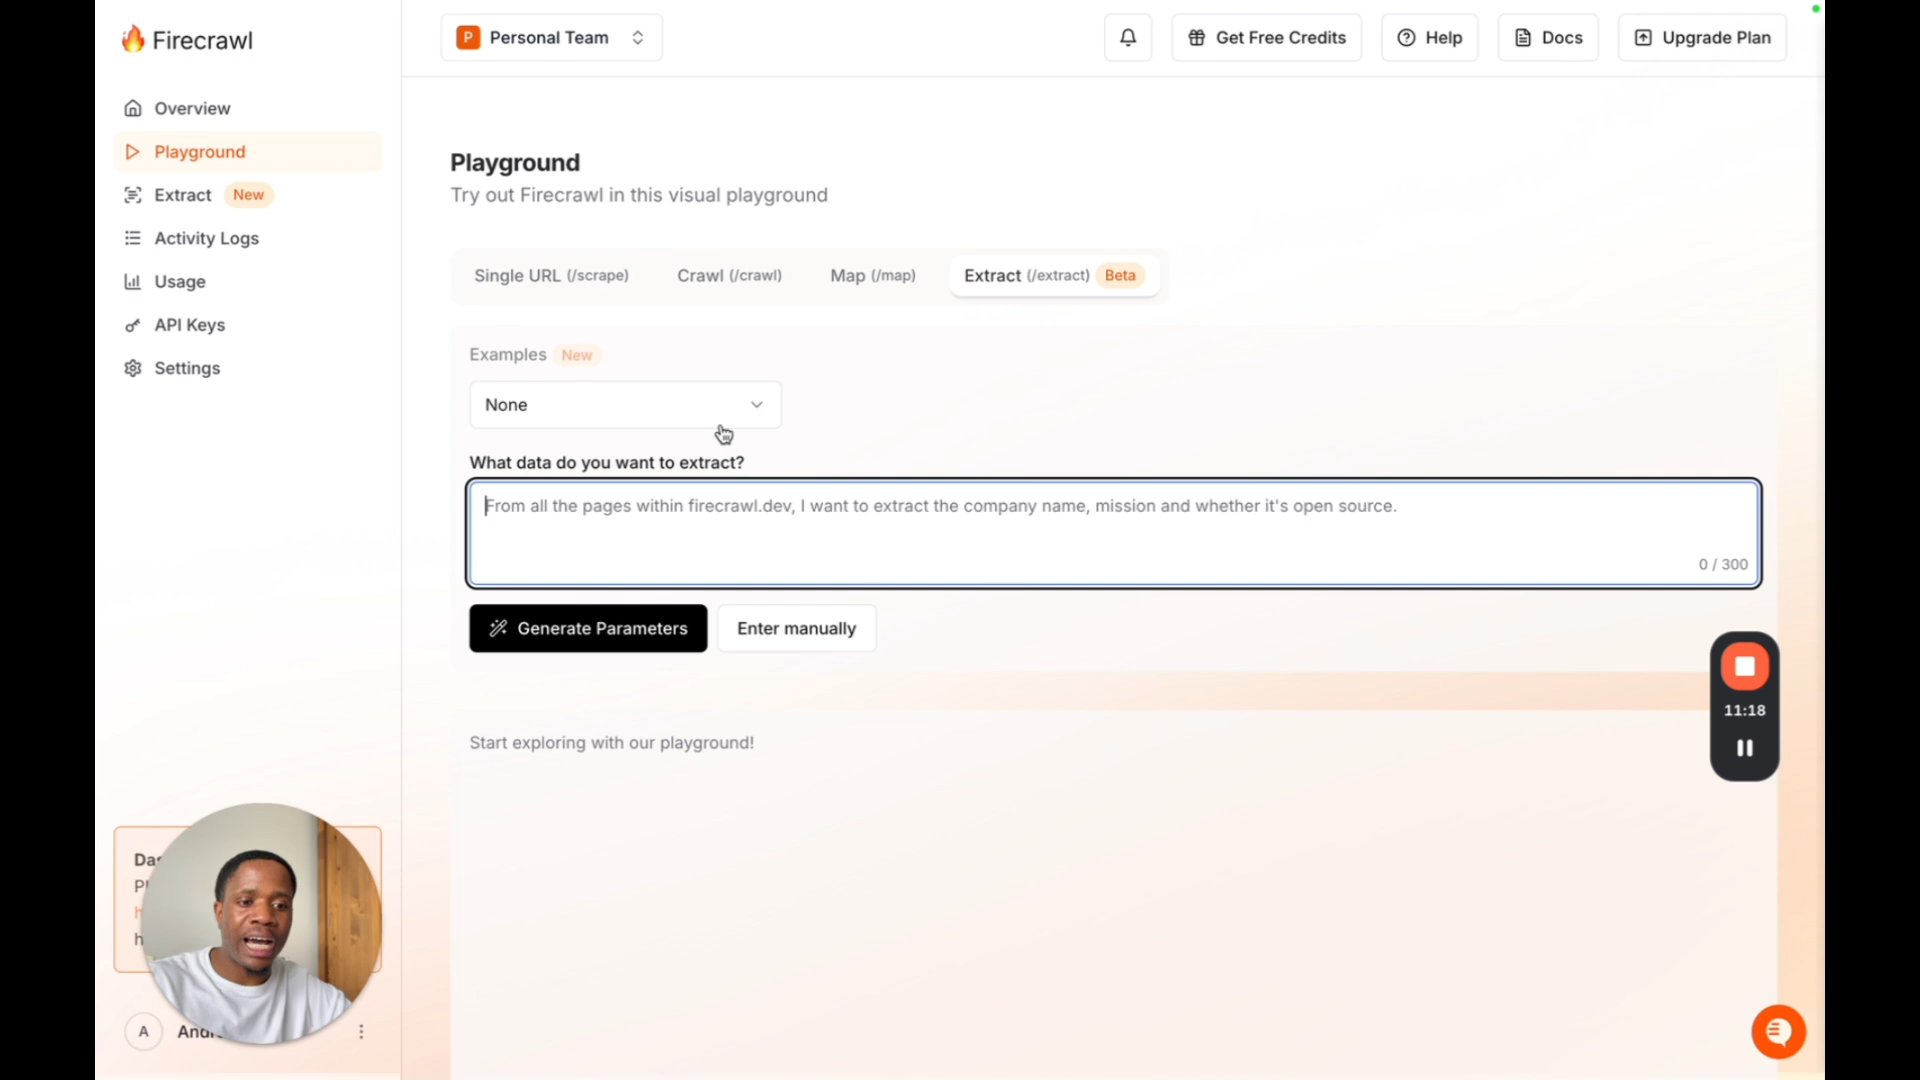 Firecrawl
P Personal Team
Get Free Credits
Help
Docs
Upgrade Plan
Overview
Playground
Extract New
Activity Logs
Usage
API Keys
Settings
Playground
Try out Firecrawl in this visual playground
Single URL (/scrape)
Crawl (/crawl)
Map (/map)
Extract (/extract) Beta
Examples New
None
What data do you want to extract?
From all the pages within firecrawl.dev, I want to extract the company name, mission and whether it's open source.
0 / 300
Generate Parameters
Enter manually
11:18
Start exploring with our playground!
A